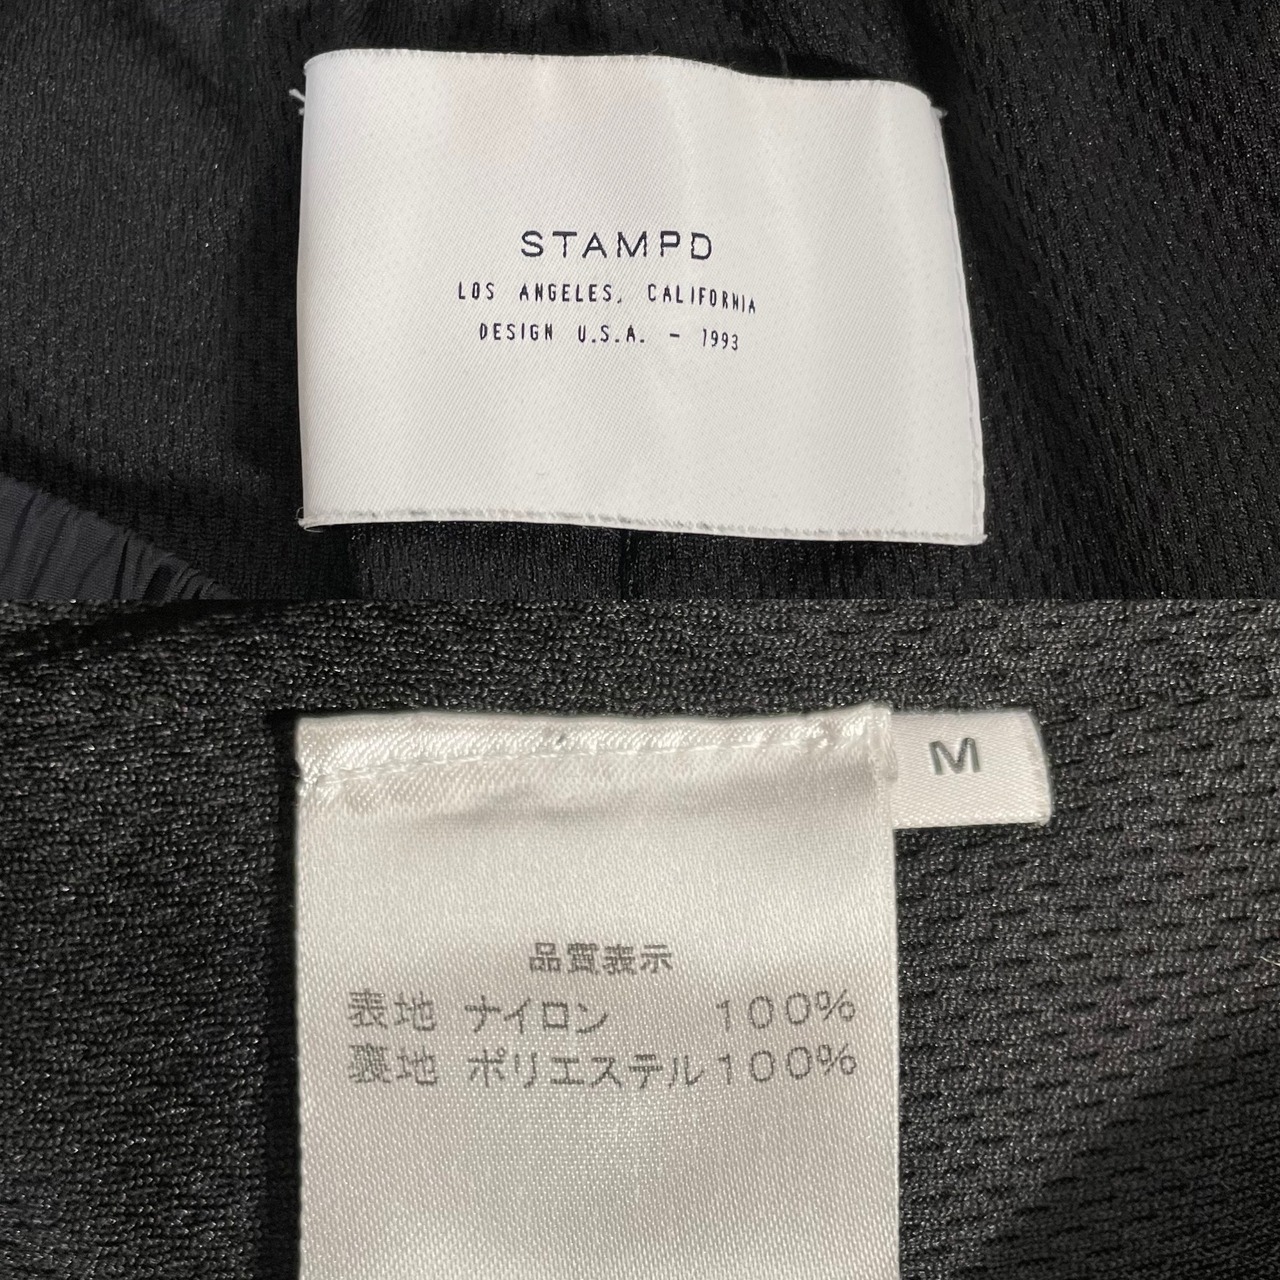 STAMPD
LOS ANGELES, CALIFORNIA
DESIGN U.S.A. - 1993
M
品質表示
表地 ナイロン 100%
裏地 ポリエステル100%